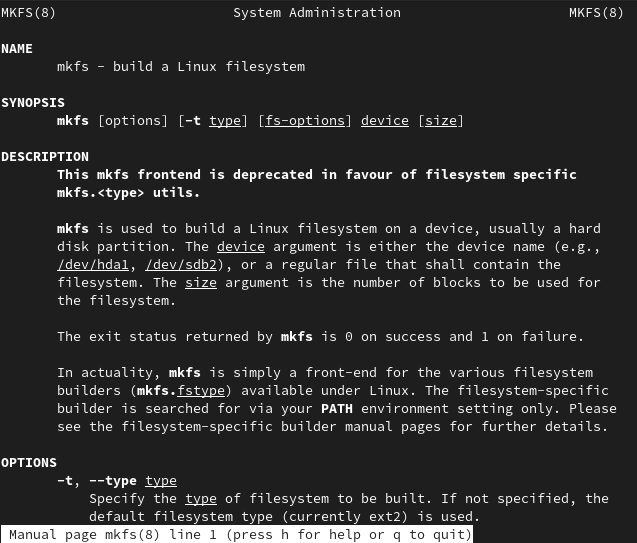 MKFS(8) System Administration MKFS(8)
NAME
mkfs - build a Linux filesystem
SYNOPSIS
mkfs [options] [-t type] [fs-options] device [size]
DESCRIPTION
This mkfs frontend is deprecated in favour of filesystem specific
mkfs.<type> utils.
mkfs is used to build a Linux filesystem on a device, usually a hard
disk partition. The device argument is either the device name (e.g.,
/dev/hda1, /dev/sdb2), or a regular file that shall contain the
filesystem. The size argument is the number of blocks to be used for
the filesystem.
The exit status returned by mkfs is 0 on success and 1 on failure.
In actuality, mkfs is simply a front-end for the various filesystem
builders (mkfs.fstype) available under Linux. The filesystem-specific
builder is searched for via your PATH environment setting only. Please
see the filesystem-specific builder manual pages for further details.
OPTIONS
-t, --type type
Specify the type of filesystem to be built. If not specified, the
default filesystem type (currently ext2) is used.
Manual page mkfs(8) line 1 (press h for help or q to quit)